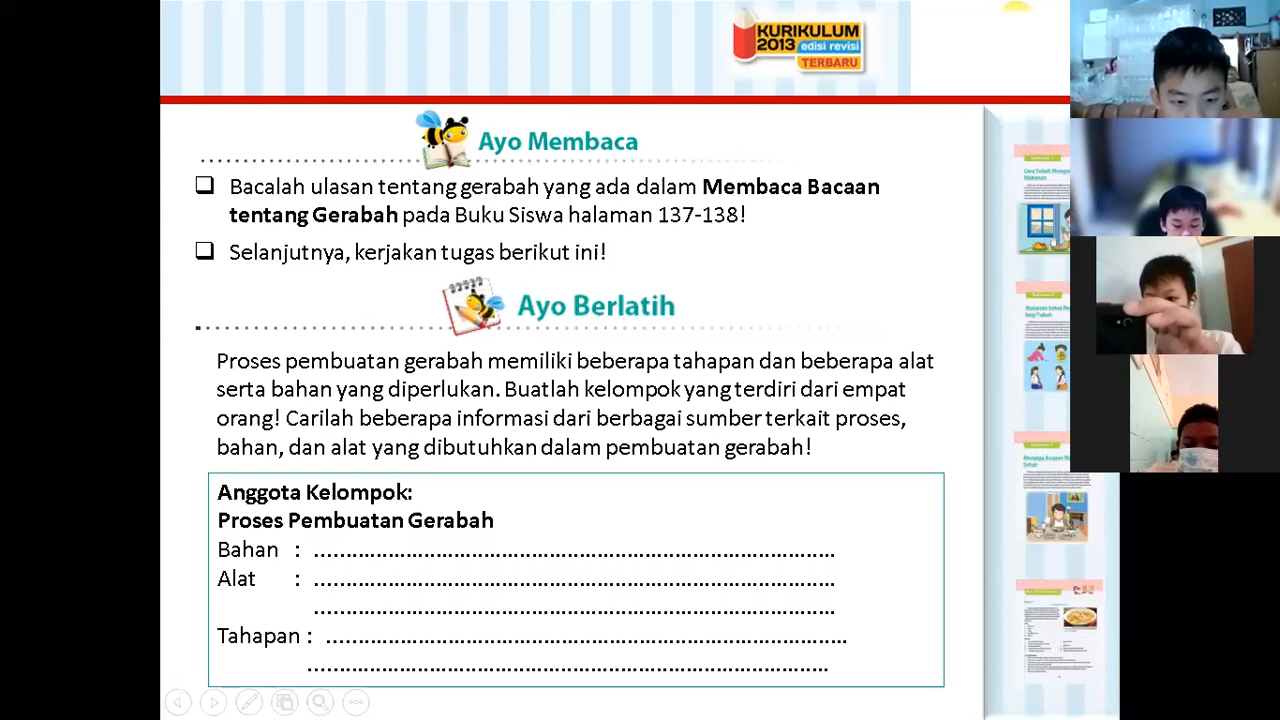 KURIKULUM
2013 edisi revisi
TERBARU
Ayo Membaca
Bacalah ulasan tentang gerabah yang ada dalam Membaca Bacaan
tentang Gerabah pada Buku Siswa halaman 137-138!
Selanjutnya, kerjakan tugas berikut ini!
Ayo Berlatih
Proses pembuatan gerabah memiliki beberapa tahapan dan beberapa alat
serta bahan yang diperlukan. Buatlah kelompok yang terdiri dari empat
orang! Carilah beberapa informasi dari berbagai sumber terkait proses,
bahan, dan alat yang dibutuhkan dalam pembuatan gerabah!
Anggota Kelompok:
Proses Pembuatan Gerabah
Bahan : ....................................................................................
Alat : ....................................................................................
....................................................................................
Tahapan : ....................................................................................
....................................................................................